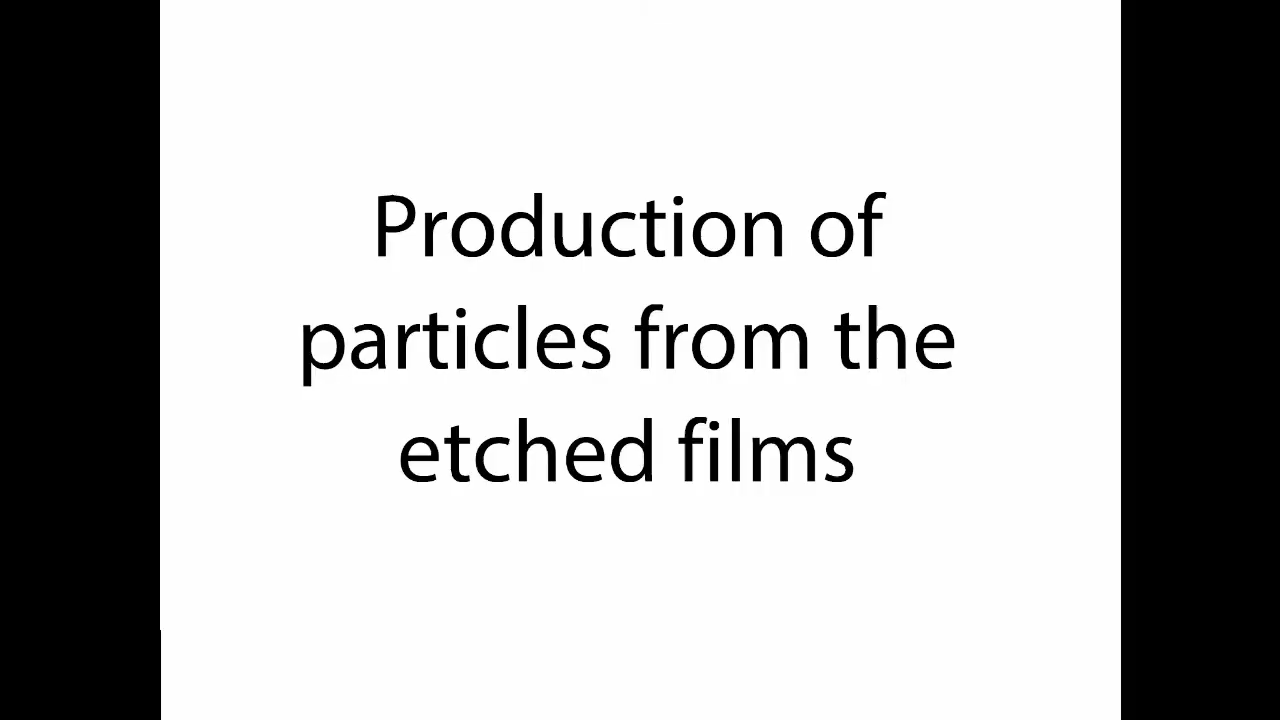 Production of
particles from the
etched films